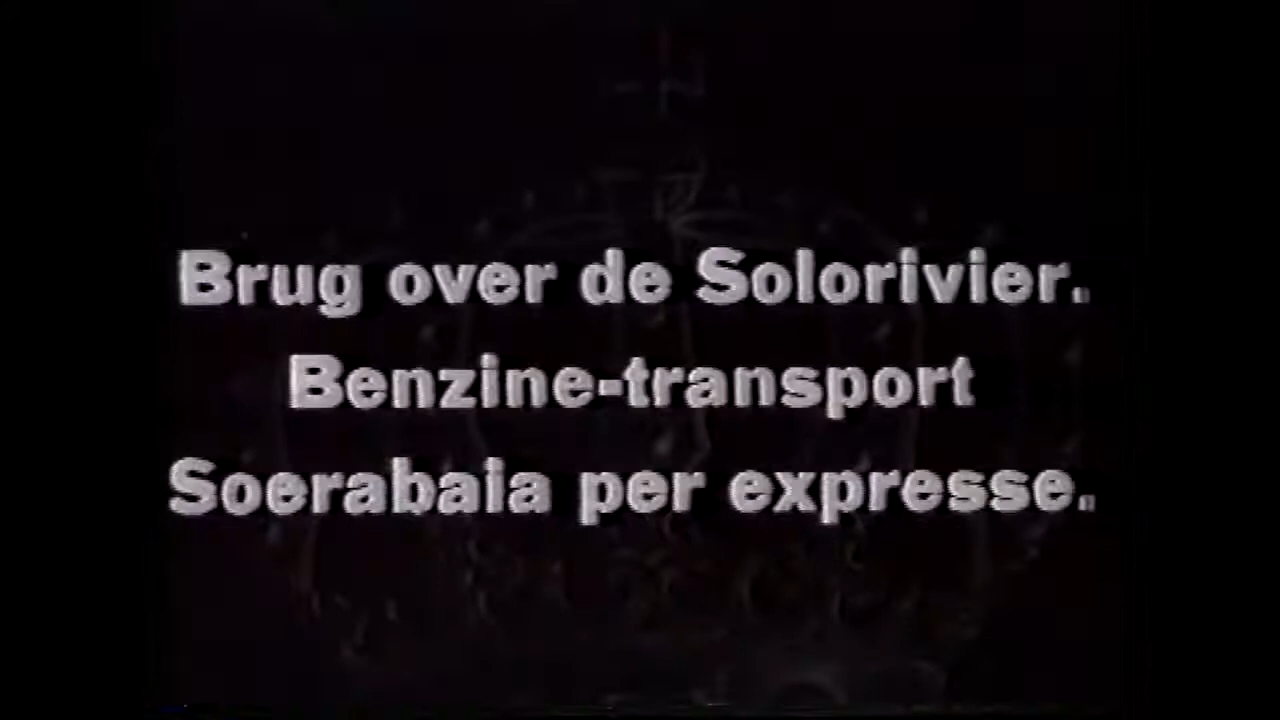 Brug over de Solorivier.
Benzine-transport
Soerabaia per expresse.